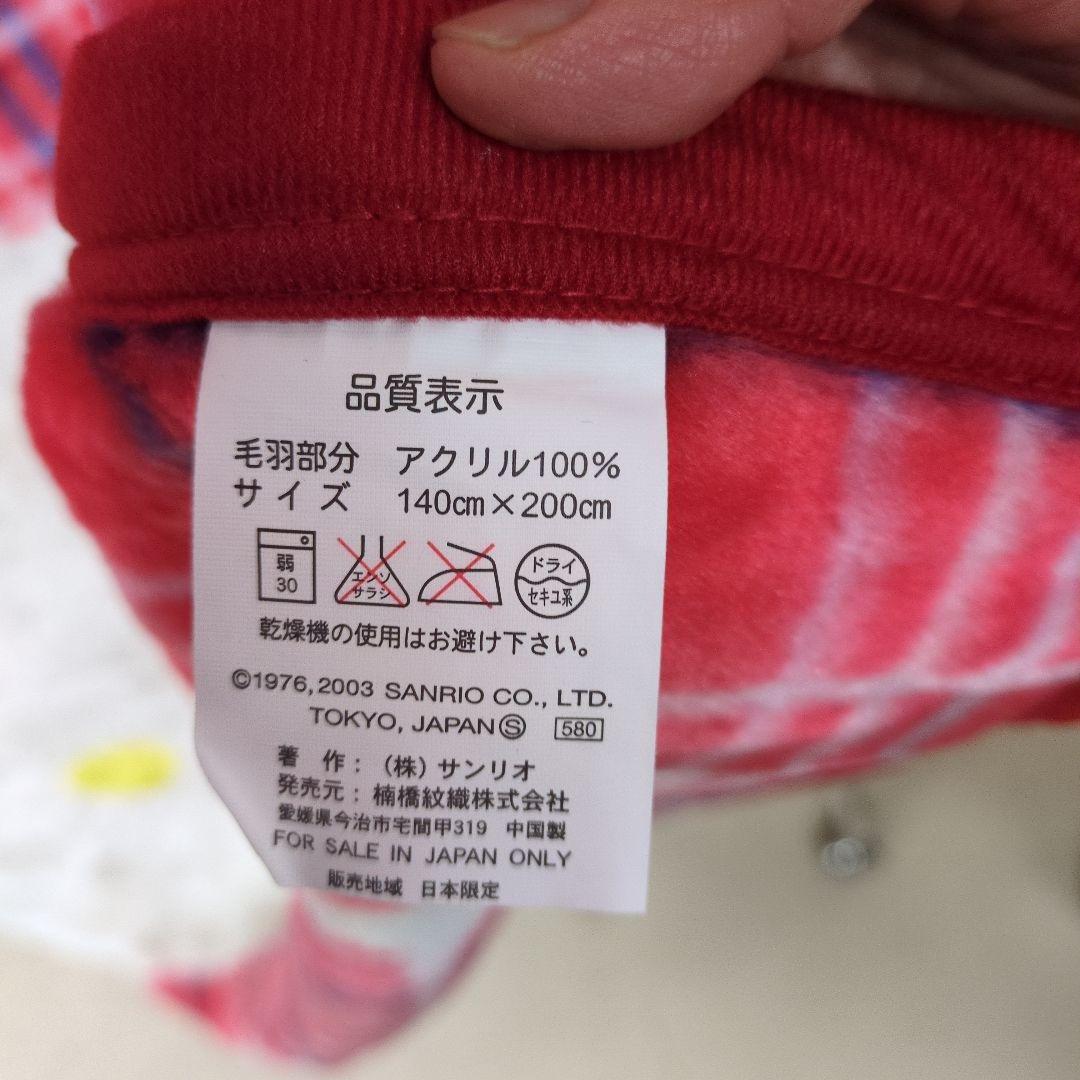 品質表示
毛羽部分 アクリル100%
サイズ 140㎝×200㎝
弱
30
エンソ
サラシ
ドライ
セキユ系
乾燥機の使用はお避け下さい。
©1976,2003 SANRIO CO., LTD.
TOKYO, JAPAN Ⓢ 580
著 作：(株)サンリオ
発売元：楠橋紋織株式会社
愛媛県今治市宅間甲319 中国製
FOR SALE IN JAPAN ONLY
販売地域 日本限定